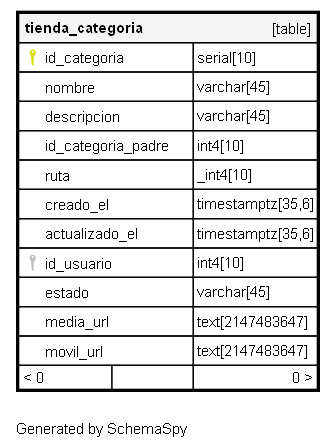 tienda_categoria [table]
id_categoria serial[10]
nombre varchar[45]
descripcion varchar[45]
id_categoria_padre int4[10]
ruta _int4[10]
creado_el timestamptz[35,6]
actualizado_el timestamptz[35,6]
id_usuario int4[10]
estado varchar[45]
media_url text[2147483647]
movil_url text[2147483647]
< 0 0 >
Generated by SchemaSpy